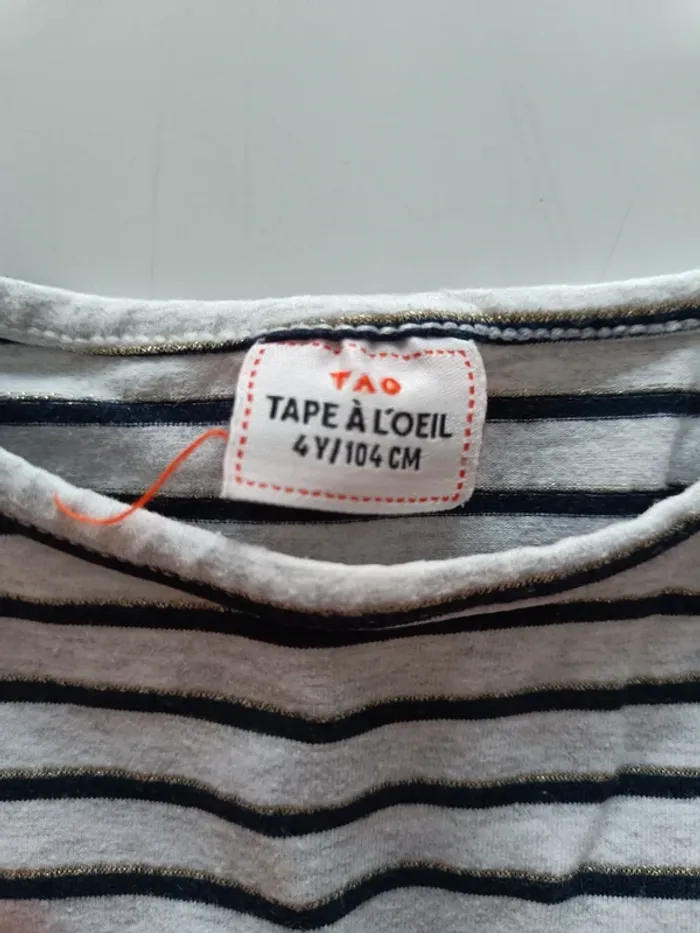 TAO
TAPE À L'OEIL
4Y/104 CM